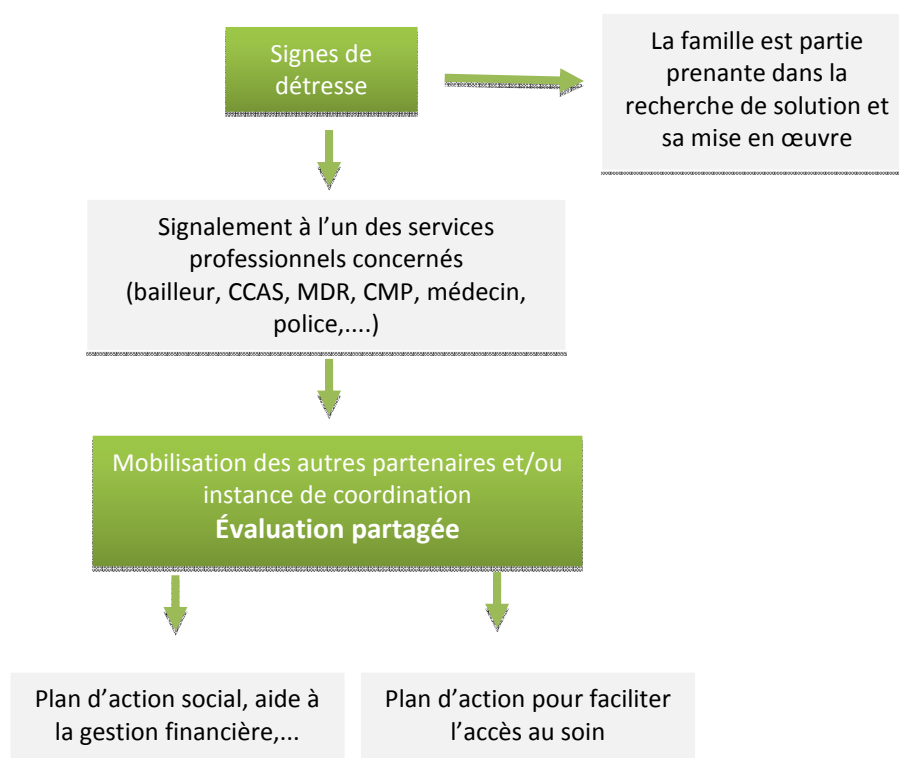 Signes de
détresse
La famille est partie
prenante dans la
recherche de solution et
sa mise en œuvre
Signalement à l’un des services
professionnels concernés
(bailleur, CCAS, MDR, CMP, médecin,
police,....)
Mobilisation des autres partenaires et/ou
instance de coordination
Évaluation partagée
Plan d’action social, aide à
la gestion financière,...
Plan d’action pour faciliter
l’accès au soin